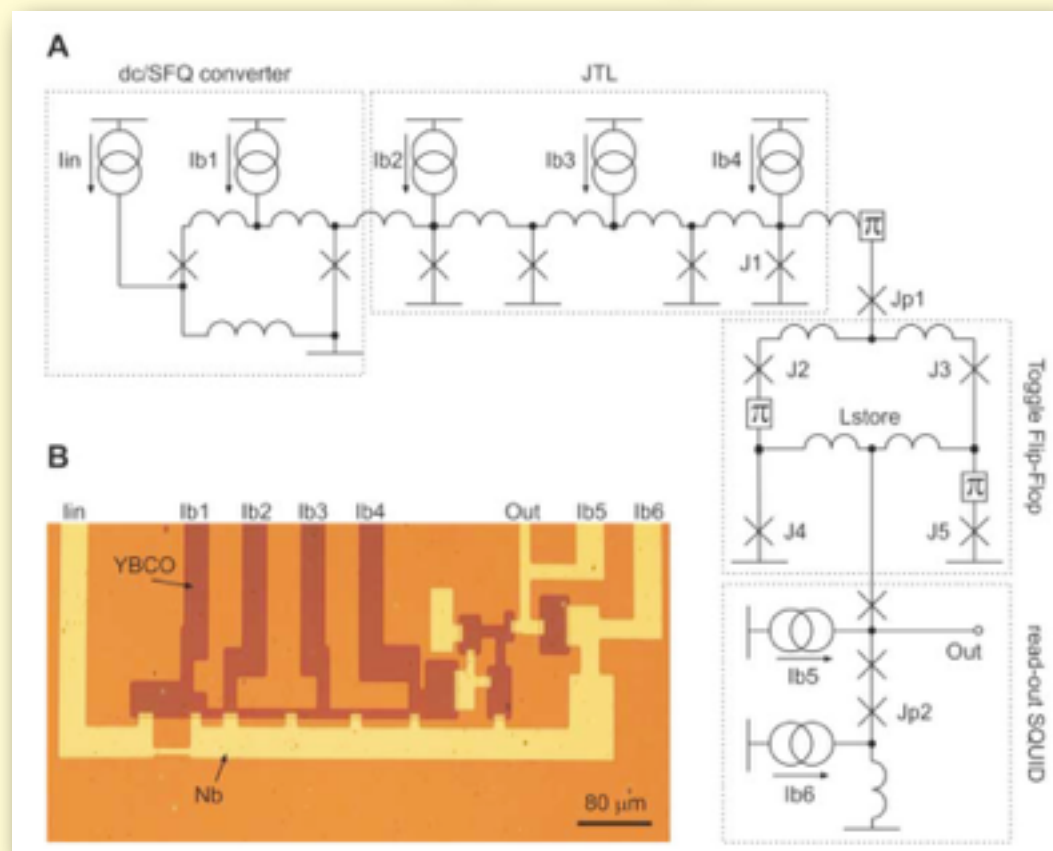 A
dc/SFQ converter
JTL
Iin
Ib1
Ib2
Ib3
Ib4
π
J1
Jp1
J2
J3
π
Lstore
π
J4
J5
Toggle Flip-Flop
Out
Ib5
Jp2
Ib6
read-out SQUID
B
Iin Ib1 Ib2 Ib3 Ib4 Out Ib5 Ib6
YBCO
Nb
80 μm